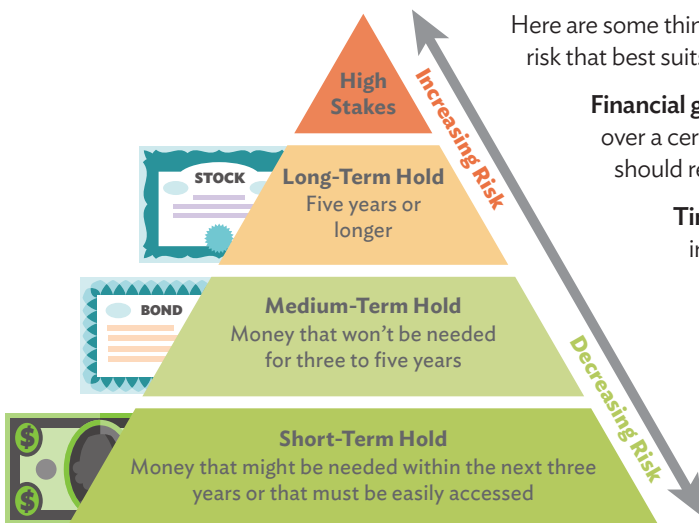 Here are some thin
risk that best suits
Financial g
over a cer
should re
Tir
in
High
Stakes
Increasing Risk
STOCK
Long-Term Hold
Five years or
longer
BOND
Medium-Term Hold
Money that won't be needed
for three to five years
Decreasing Risk
$
$
Short-Term Hold
Money that might be needed within the next three
years or that must be easily accessed